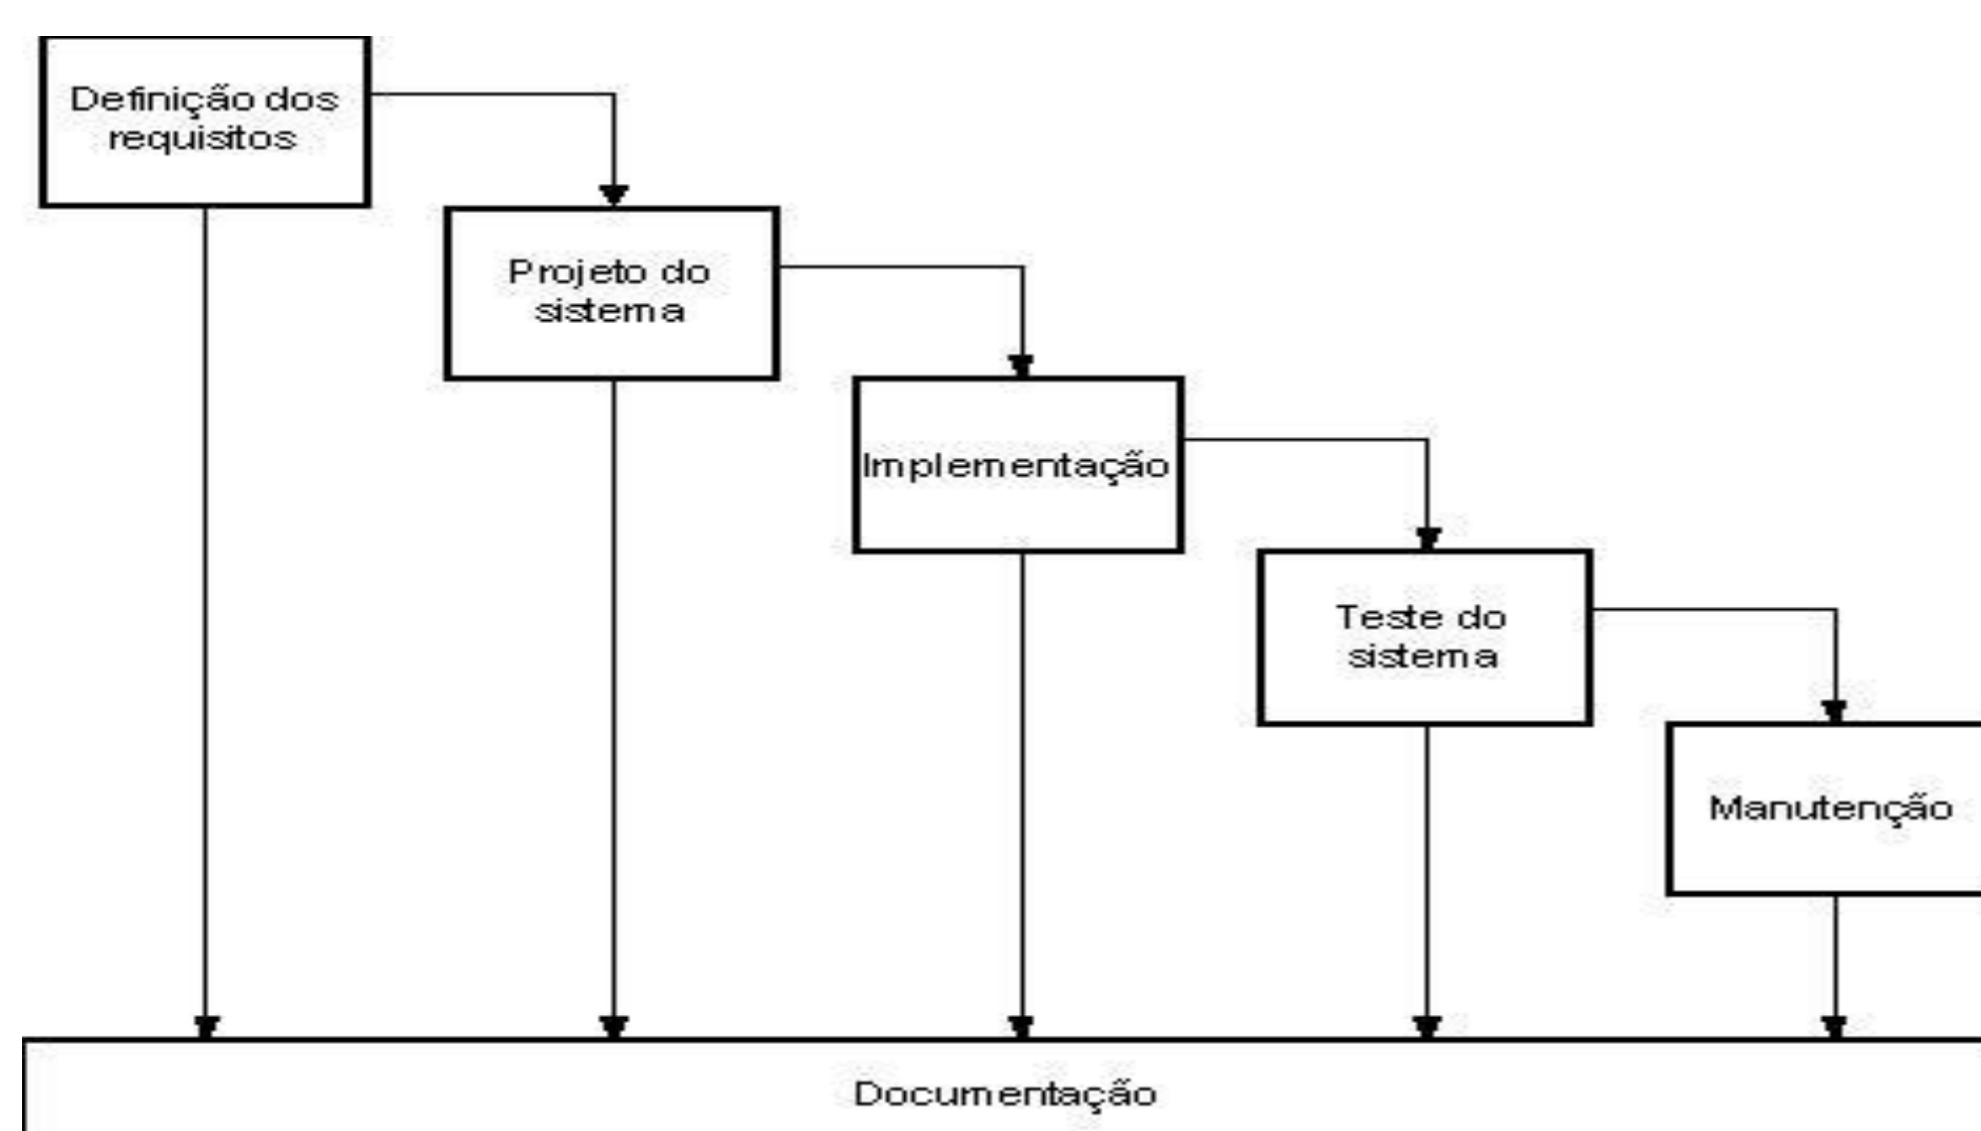 Definição dos
requisitos
Projeto do
sistema
Implementação
Teste do
sistema
Manutenção
Documentação